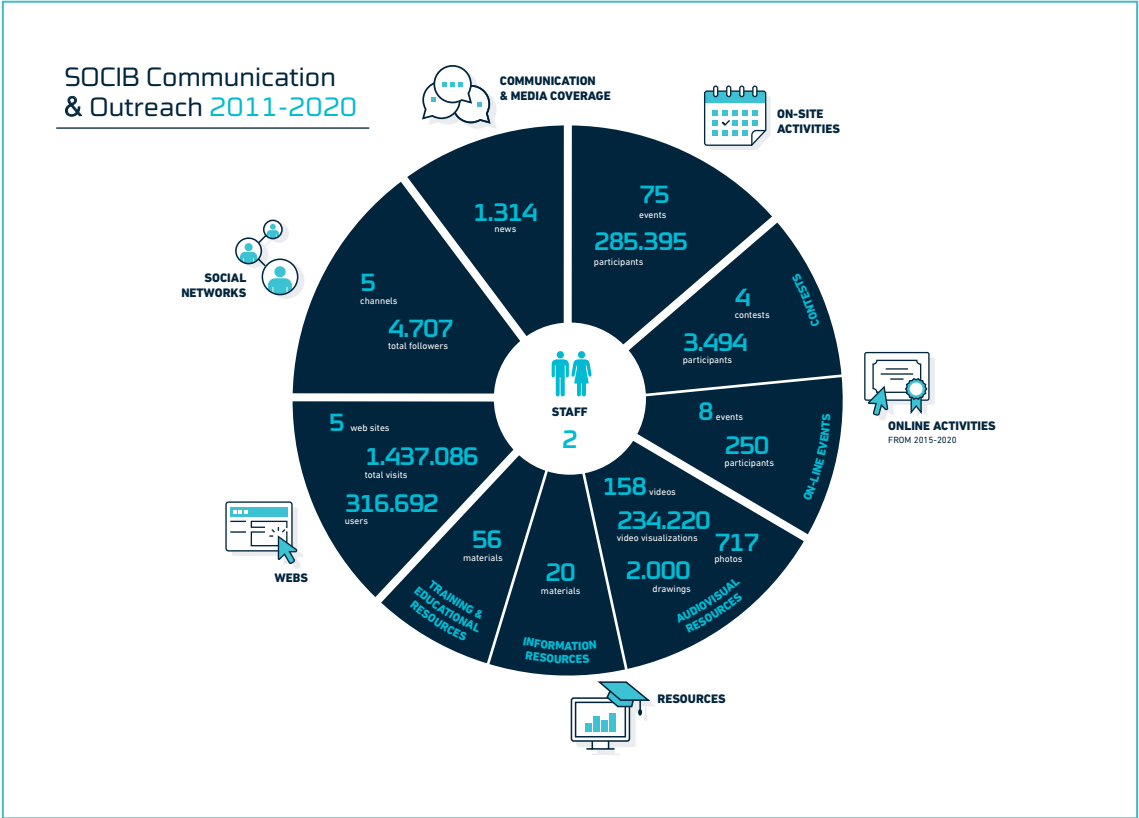 SOCIB Communication
& Outreach 2011-2020
COMMUNICATION
& MEDIA COVERAGE
1.314
news
ON-SITE
ACTIVITIES
75
events
285.395
participants
CONTESTS
4
contests
3.494
participants
ONLINE ACTIVITIES
FROM 2015-2020
ON-LINE EVENTS
8 events
250
participants
158 videos
234.220
video visualizations
717
photos
2.000
drawings
AUDIOVISUAL
RESOURCES
RESOURCES
20
materials
INFORMATION
RESOURCES
56
materials
TRAINING &
EDUCATIONAL
RESOURCES
WEBS
5 web sites
1.437.086
total visits
316.692
users
SOCIAL
NETWORKS
5
channels
4.707
total followers
STAFF
2